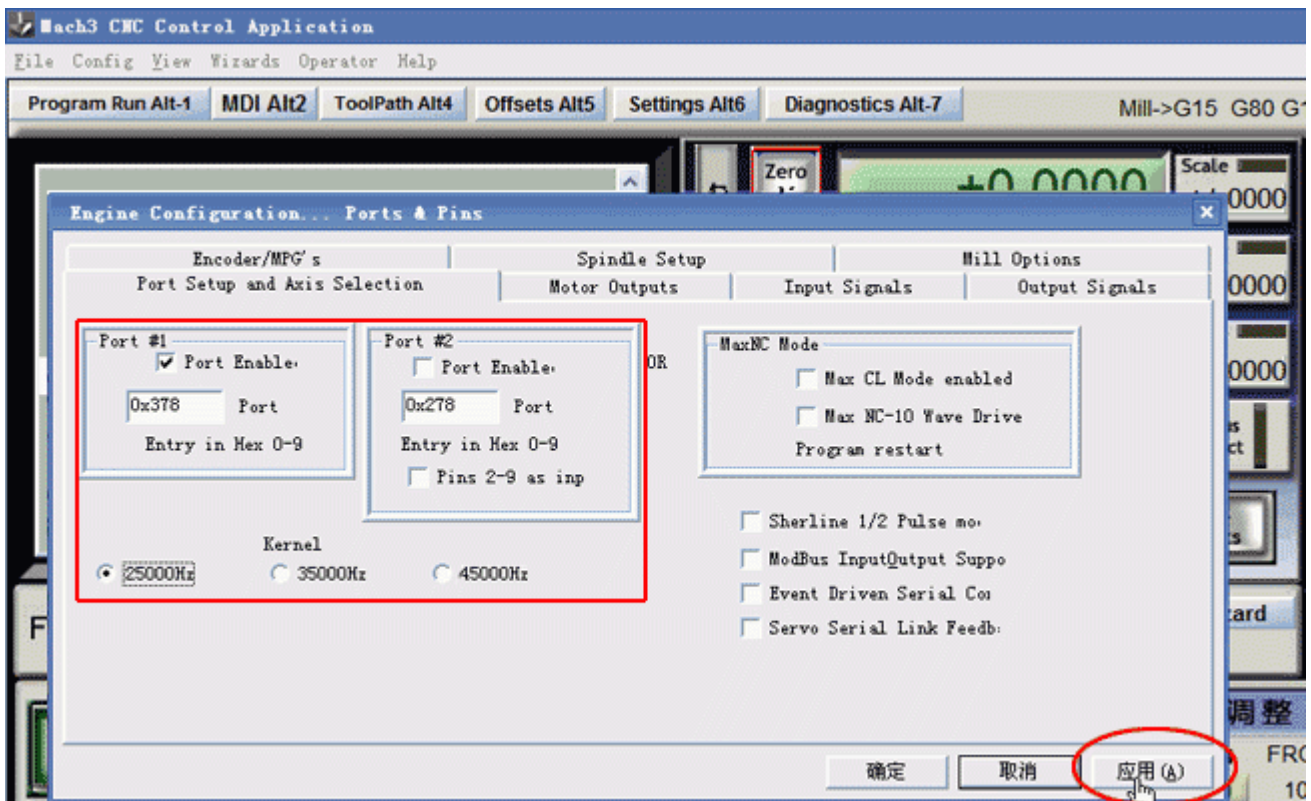 Mach3 CNC Control Application
File Config View Wizards Operator Help
Program Run Alt-1 MDI Alt2 ToolPath Alt4 Offsets Alt5 Settings Alt6 Diagnostics Alt-7 Mill->G15 G80
Zero
+0.0000
Scale
0000
Engine Configuration... Ports & Pins
Encoder/MPG's Spindle Setup Mill Options
Port Setup and Axis Selection Motor Outputs Input Signals Output Signals
0000
Port #1
Port Enable
0x378 Port
Entry in Hex 0-9
Port #2
Port Enable
0x278 Port
Entry in Hex 0-9
Pins 2-9 as inp
OR
MaxNC Mode
Max CL Mode enabled
Max NC-10 Wave Drive
Program restart
0000
Kernel
25000Hz 35000Hz 45000Hz
Sherline 1/2 Pulse mo
ModBus InputOutput Suppo
Event Driven Serial Co
Servo Serial Link Feedb
F
ard
调整
确定 取消 应用(A)
FRO
10